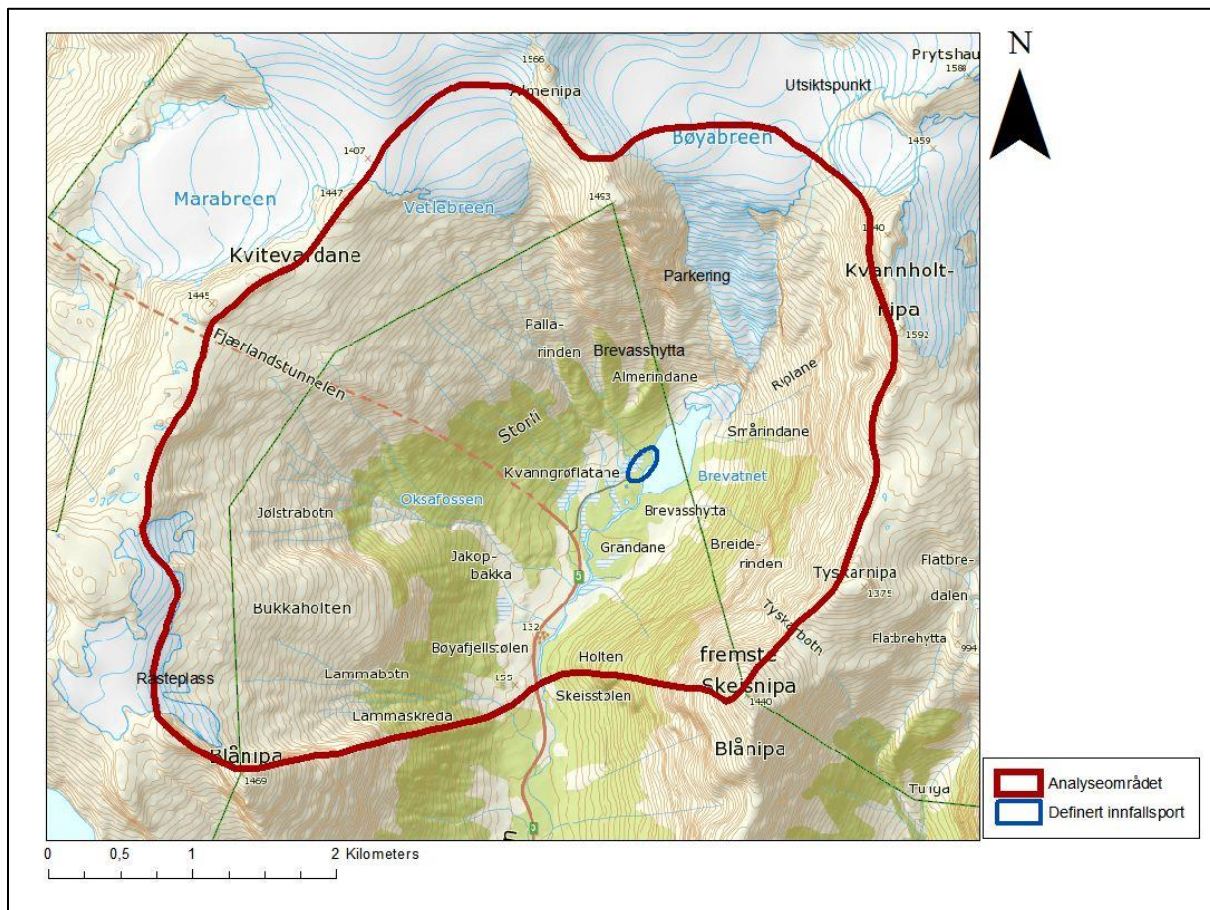 N
1566
Almenipa
Prytshau
1588
Utsiktspunkt
Bøyabreen
1459
1407
1447
Marabreen
Vetlebreen
1493
Kvitevardane
Kvannholt-
nipa
Parkering
1445
1592
Fjærlandstunnelen
Palla-
rinden
Brevasshytta
Almerindane
Riplane
Storli
Smårindane
Kvanngrøflatane
Brevatnet
Oksafossen
Jølstrabotn
Brevasshytta
Grandane
Breide-
rinden
Jakop-
bakka
Tyskarnipa
1375
Flatbre-
dalen
5
Bukkaholten
132
Tyskarbotn
Flatbrehytta
994
Bøyafjellstølen
Holten
fremste
Skeisnipa
Rasteplass
Lammabotn
155
Skeisstølen
1440
Lammaskreda
Blånipa
Blånipa
1469
Tunga
Analyseområdet
Definert innfallsport
0 0,5 1 2 Kilometers